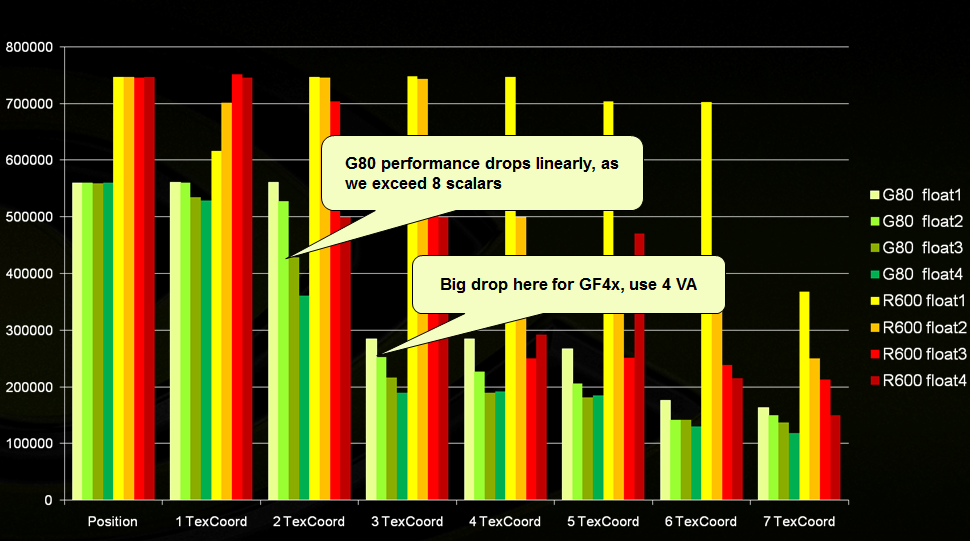 800000
700000
600000
500000
400000
300000
200000
100000
0
G80 performance drops linearly, as
we exceed 8 scalars
Big drop here for GF4x, use 4 VA
Position
1 TexCoord
2 TexCoord
3 TexCoord
4 TexCoord
5 TexCoord
6 TexCoord
7 TexCoord
G80 float1
G80 float2
G80 float3
G80 float4
R600 float1
R600 float2
R600 float3
R600 float4